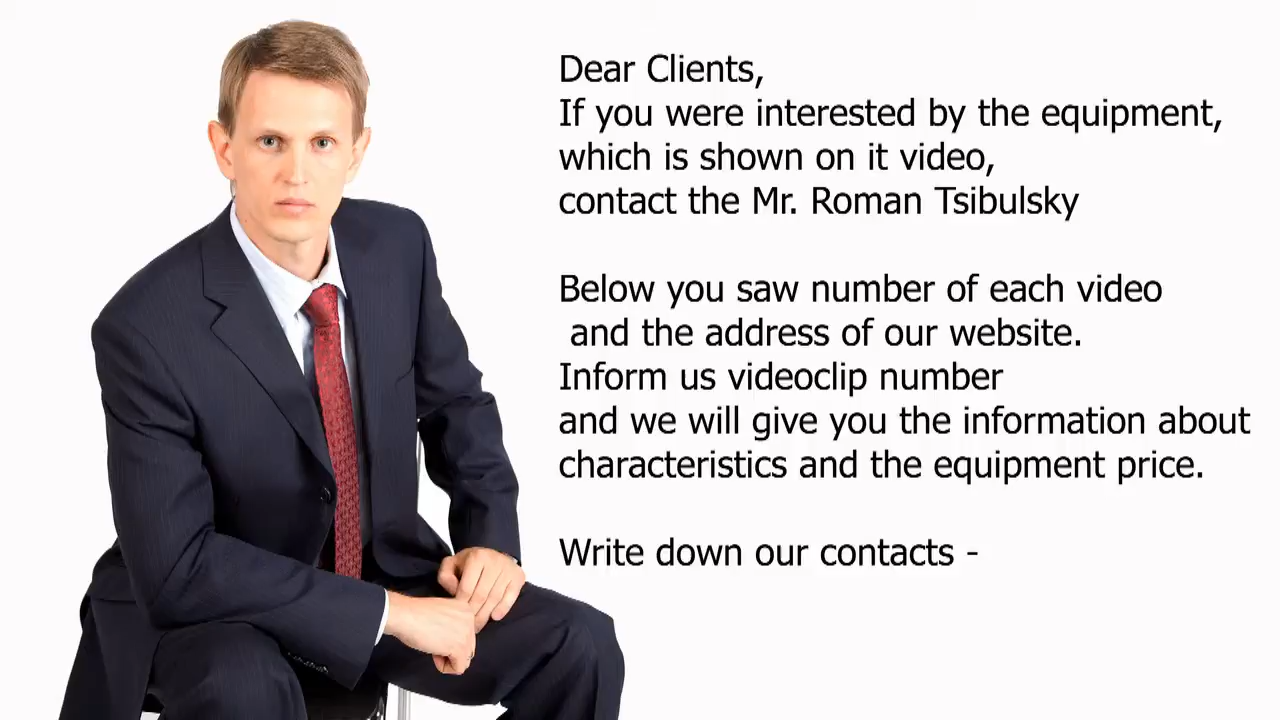 Dear Clients,
If you were interested by the equipment,
which is shown on it video,
contact the Mr. Roman Tsibulsky
Below you saw number of each video
and the address of our website.
Inform us videoclip number
and we will give you the information about
characteristics and the equipment price.
Write down our contacts -